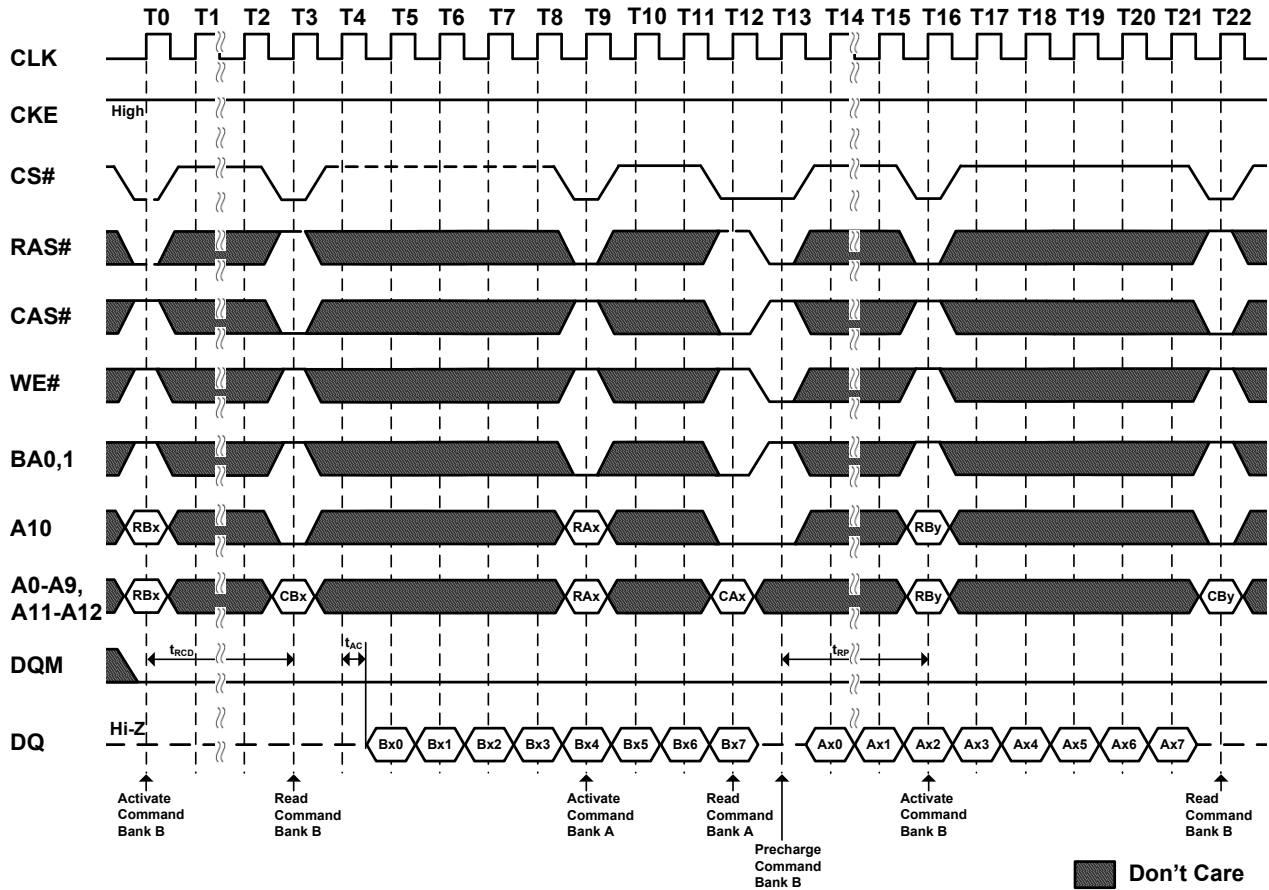 T0 T1 T2 T3 T4 T5 T6 T7 T8 T9 T10 T11 T12 T13 T14 T15 T16 T17 T18 T19 T20 T21 T22
CLK
CKE
High
CS#
RAS#
CAS#
WE#
BA0,1
A10
RBx RAx RBy
A0-A9,
A11-A12
RBx CBx RAx CAx RBy CBy
DQM
tRCD tAC tRP
DQ
Hi-Z
Bx0 Bx1 Bx2 Bx3 Bx4 Bx5 Bx6 Bx7 Ax0 Ax1 Ax2 Ax3 Ax4 Ax5 Ax6 Ax7
Activate
Command
Bank B
Read
Command
Bank B
Activate
Command
Bank A
Read
Command
Bank A
Precharge
Command
Bank B
Activate
Command
Bank B
Read
Command
Bank B
Don't Care